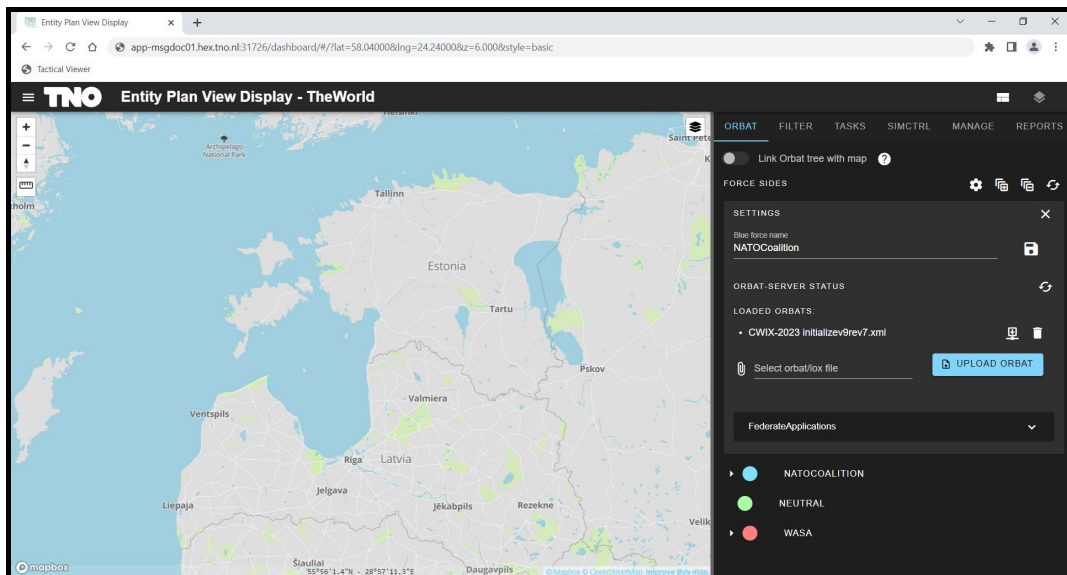 Entity Plan View Display
app-msgdoc01.hex.tno.nl:31726/dashboard/#/?lat=58.04000&lng=24.24000&z=6.000&style=basic
Tactical Viewer
TNO Entity Plan View Display - TheWorld
ORBAT FILTER TASKS SIMCTRL MANAGE REPORTS
Link Orbat tree with map ?
FORCE SIDES
SETTINGS
Blue force name
NATOCoalition
ORBAT-SERVER STATUS
LOADED ORBATS:
• CWIX-2023 initializev9rev7.xml
Select orbat/lox file
UPLOAD ORBAT
FederateApplications
NATOCOALITION
NEUTRAL
WASA
Helsinki
Archipelago
National Park
Saint Pete
K
holm
Tallinn
Estonia
Tartu
Pskov
Valmiera
Ventspils
Riga
Latvia
Jelgava
Liepaja
Jēkabpils
Rezekne
Velik
Šiauliai
55°56'1.4"N - 28°57'11.3"E
Daugavpils
mapbox
© Mapbox © OpenStreetMap Improve this map